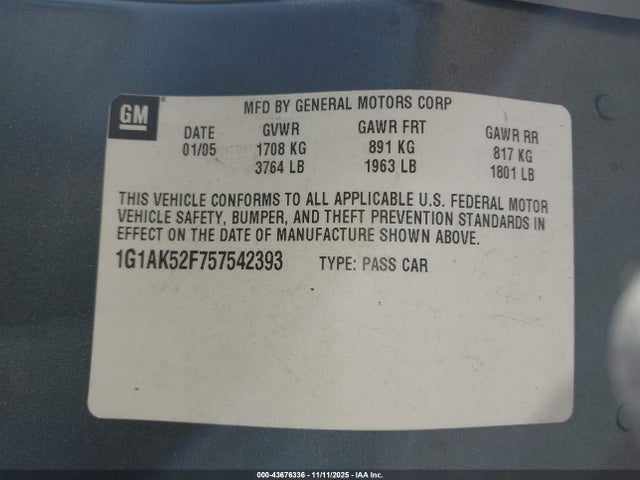 GM
MFD BY GENERAL MOTORS CORP
DATE GVWR GAWR FRT GAWR RR
01/05 1708 KG 891 KG 817 KG
3764 LB 1963 LB 1801 LB
THIS VEHICLE CONFORMS TO ALL APPLICABLE U.S. FEDERAL MOTOR
VEHICLE SAFETY, BUMPER, AND THEFT PREVENTION STANDARDS IN
EFFECT ON THE DATE OF MANUFACTURE SHOWN ABOVE.
1G1AK52F757542393 TYPE: PASS CAR
000-43676336 - 11/11/2025 - IAA Inc.